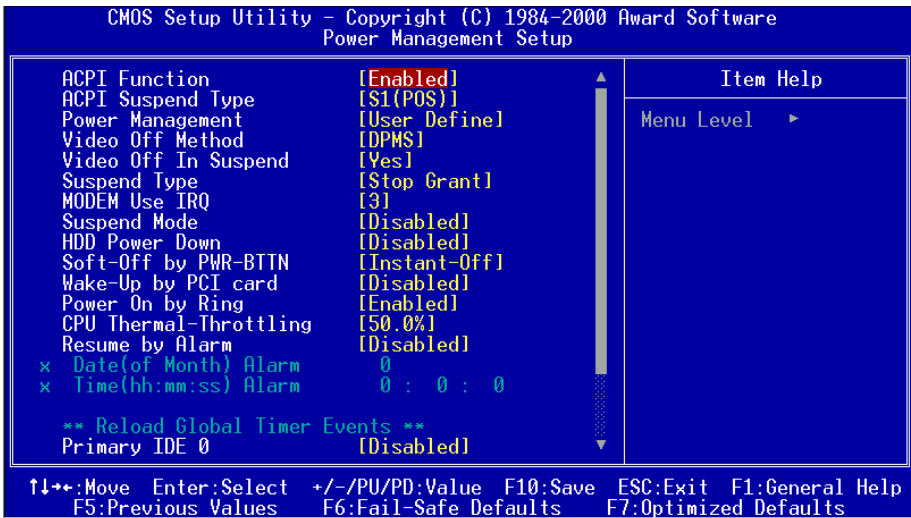 CMOS Setup Utility - Copyright (C) 1984-2000 Award Software
Power Management Setup
ACPI Function [Enabled]
ACPI Suspend Type [S1(POS)]
Power Management [User Define]
Video Off Method [DPMS]
Video Off In Suspend [Yes]
Suspend Type [Stop Grant]
MODEM Use IRQ [3]
Suspend Mode [Disabled]
HDD Power Down [Disabled]
Soft-Off by PWR-BTTN [Instant-Off]
Wake-Up by PCI card [Disabled]
Power On by Ring [Enabled]
CPU Thermal-Throttling [50.0%]
Resume by Alarm [Disabled]
x Date(of Month) Alarm 0
x Time(hh:mm:ss) Alarm 0 : 0 : 0
** Reload Global Timer Events **
Primary IDE 0 [Disabled]
Item Help
Menu Level ►
↑↓→←:Move Enter:Select +/-/PU/PD:Value F10:Save ESC:Exit F1:General Help
F5:Previous Values F6:Fail-Safe Defaults F7:Optimized Defaults